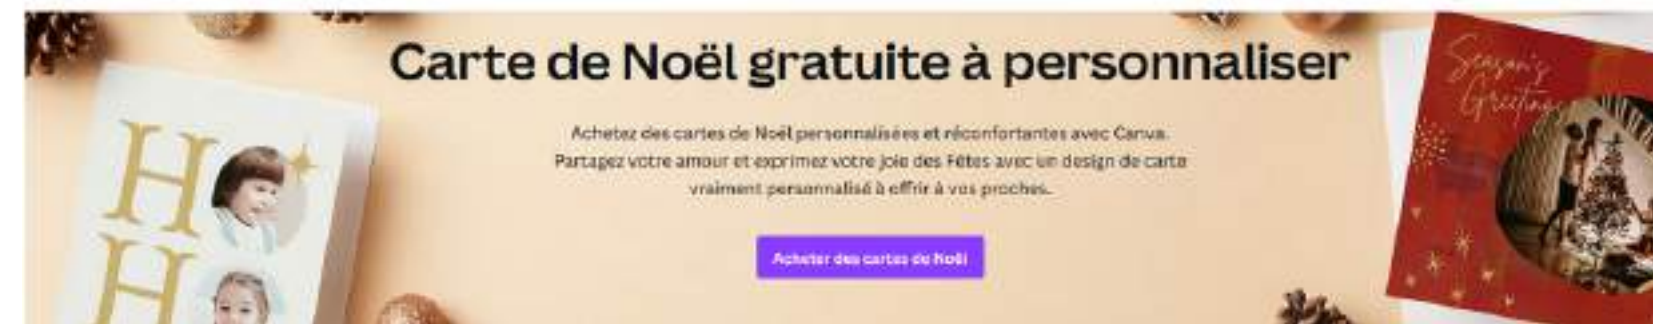 Carte de Noël gratuite à personnaliser
Achetez des cartes de Noël personnalisées et réconfortantes avec Canva.
Partagez votre amour et exprimez votre joie des Fêtes avec un design de carte
vraiment personnalisé à offrir à vos proches.
Acheter des cartes de Noël
H
H
Season's
Greetings